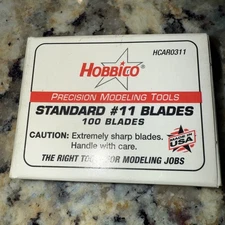 HCAR0311
HOBBICO®
PRECISION MODELING TOOLS
STANDARD #11 BLADES
100 BLADES
CAUTION: Extremely sharp blades.
Handle with care.
USA
THE RIGHT TOOLS FOR MODELING JOBS